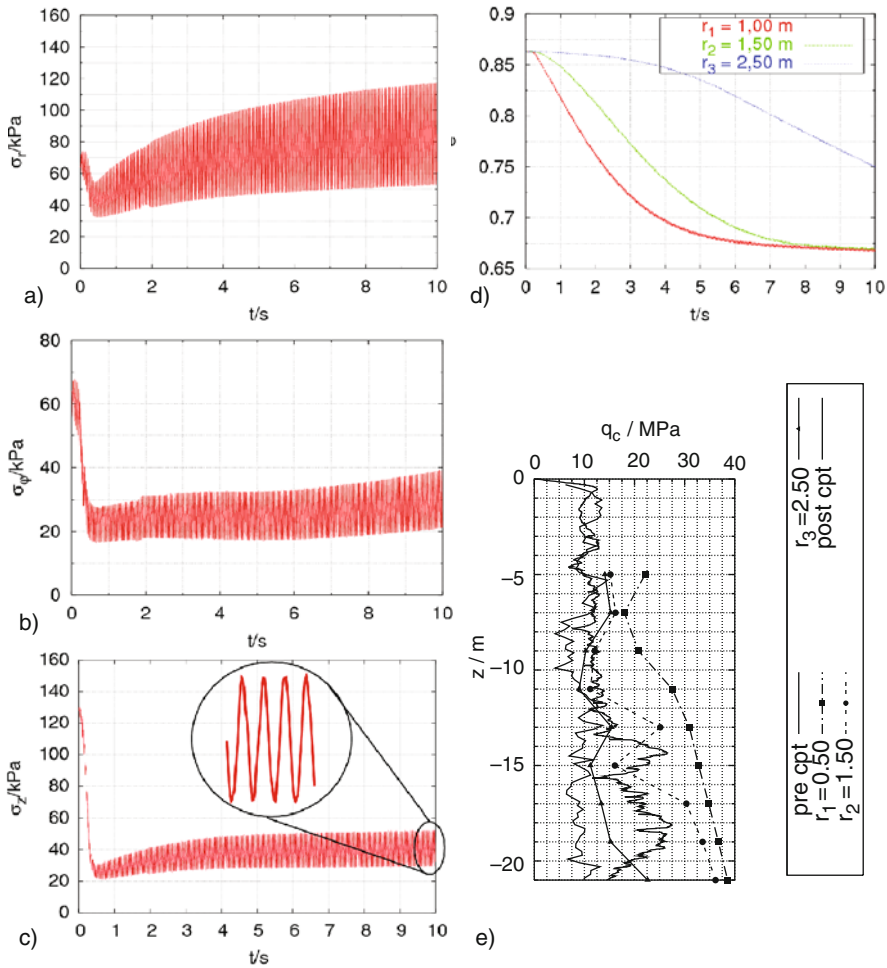 160
140
120
100
80
60
40
20
0
σr/kPa
0 2 4 6 8 10
t/s
a)
80
60
40
20
0
σφ/kPa
0 2 4 6 8 10
t/s
b)
160
140
120
100
80
60
40
20
0
σz/kPa
0 1 2 3 4 5 6 7 8 9 10
t/s
c)
0.9
0.85
0.8
0.75
0.7
0.65
r1 = 1,00 m
r2 = 1,50 m
r3 = 2,50 m
0 1 2 3 4 5 6 7 8 9 10
t/s
d)
qc / MPa
0 10 20 30 40
0
−5
−10
−15
−20
z / m
e)
pre cpt
r1=0.50
r2=1.50
r3=2.50
post cpt